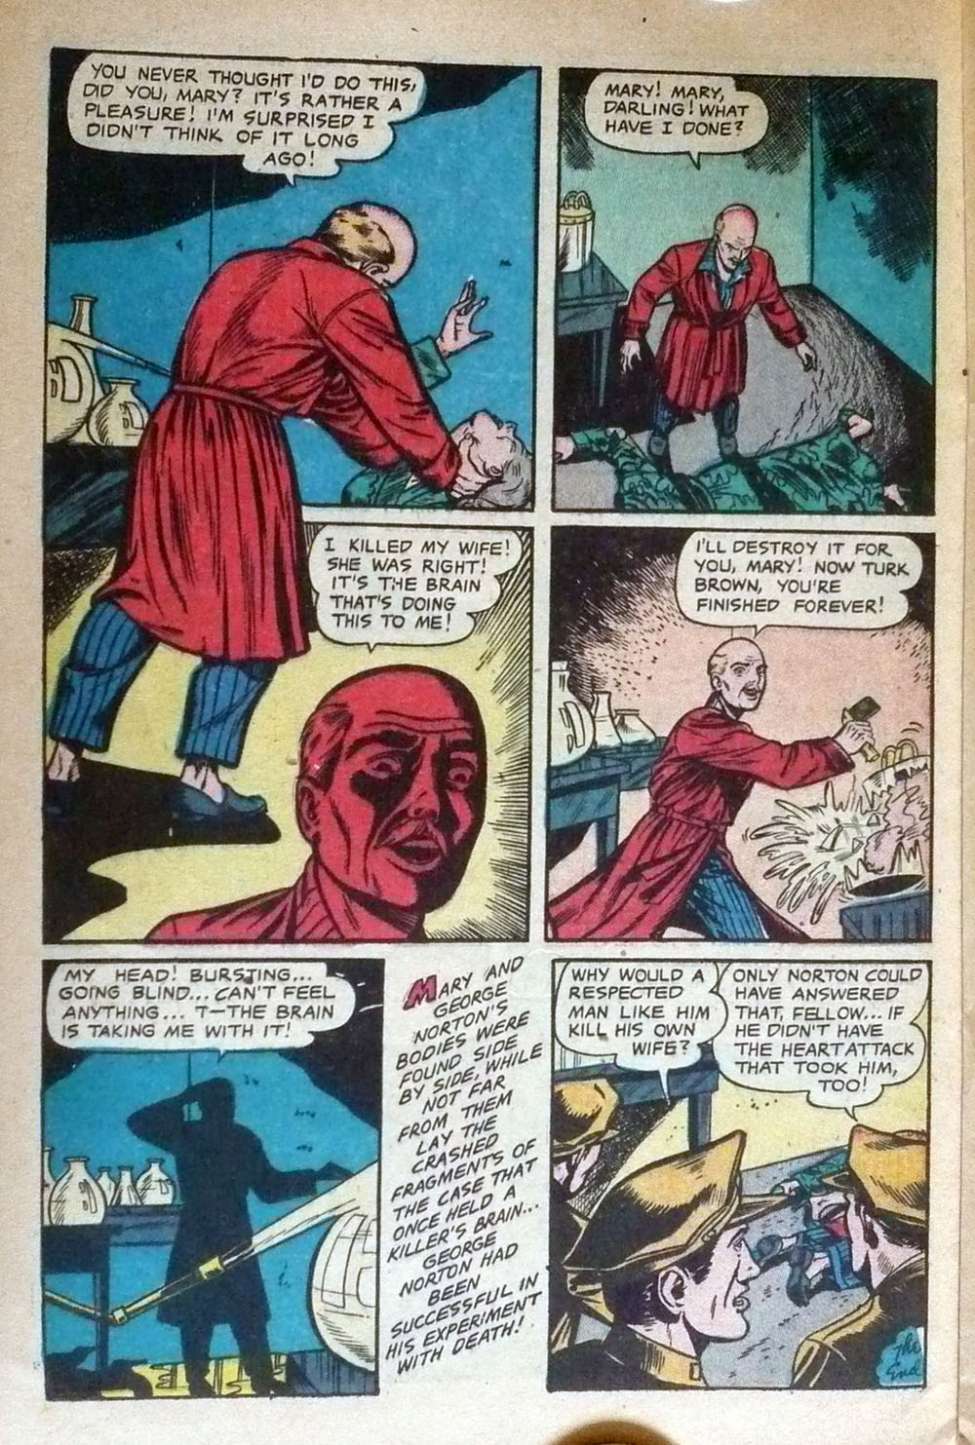 YOU NEVER THOUGHT I'D DO THIS,
DID YOU, MARY? IT'S RATHER A
PLEASURE! I'M SURPRISED I
DIDN'T THINK OF IT LONG
AGO!
MARY! MARY,
DARLING! WHAT
HAVE I DONE?
I KILLED MY WIFE!
SHE WAS RIGHT!
IT'S THE BRAIN
THAT'S DOING
THIS TO ME!
I'LL DESTROY IT FOR
YOU, MARY! NOW TURK
BROWN, YOU'RE
FINISHED FOREVER!
MY HEAD! BURSTING...
GOING BLIND... CAN'T FEEL
ANYTHING... T-THE BRAIN
IS TAKING ME WITH IT!
MARY AND
GEORGE
NORTON'S
BODIES WERE
FOUND SIDE
BY SIDE, WHILE
NOT FAR
FROM THEM
LAY THE
CRASHED
FRAGMENTS OF
THE CASE THAT
ONCE HELD A
KILLER'S BRAIN...
GEORGE
NORTON HAD
BEEN
SUCCESSFUL IN
HIS EXPERIMENT
WITH DEATH!
WHY WOULD A
RESPECTED
MAN LIKE HIM
KILL HIS OWN
WIFE?
ONLY NORTON COULD
HAVE ANSWERED
THAT, FELLOW... IF
HE DIDN'T HAVE
THE HEART ATTACK
THAT TOOK HIM,
TOO!
The
End